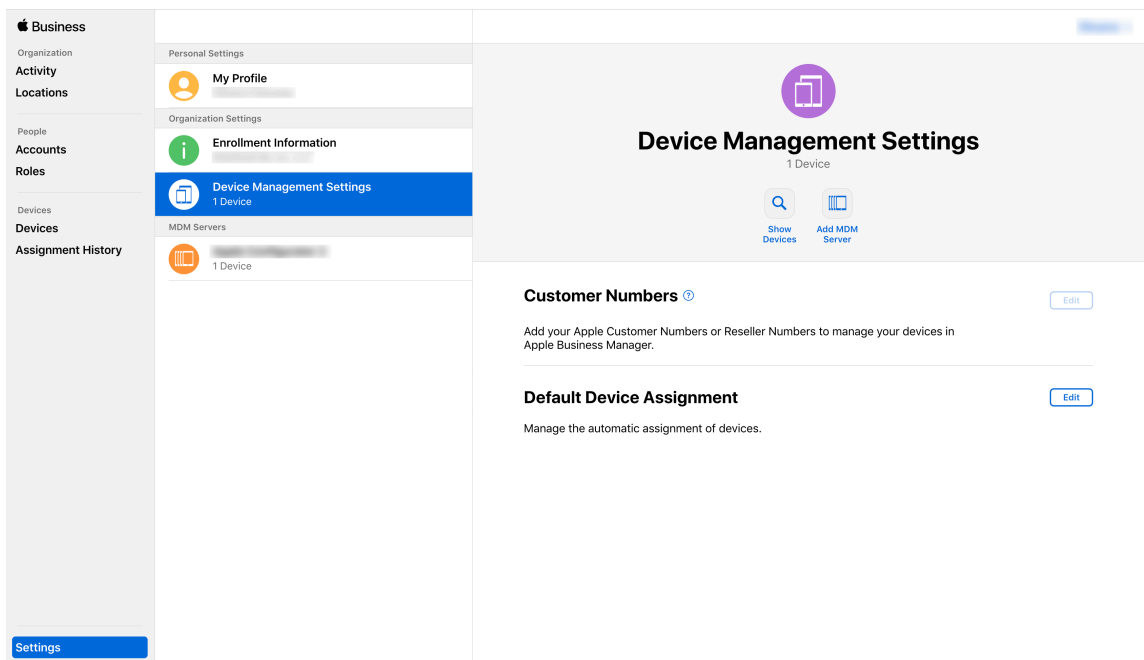 Business
Organization
Activity
Locations
People
Accounts
Roles
Devices
Devices
Assignment History
Settings
Personal Settings
My Profile
Organization Settings
Enrollment Information
Device Management Settings
1 Device
MDM Servers
1 Device
Device Management Settings
1 Device
Show
Devices
Add MDM
Server
Customer Numbers ?
Edit
Add your Apple Customer Numbers or Reseller Numbers to manage your devices in
Apple Business Manager.
Default Device Assignment
Edit
Manage the automatic assignment of devices.